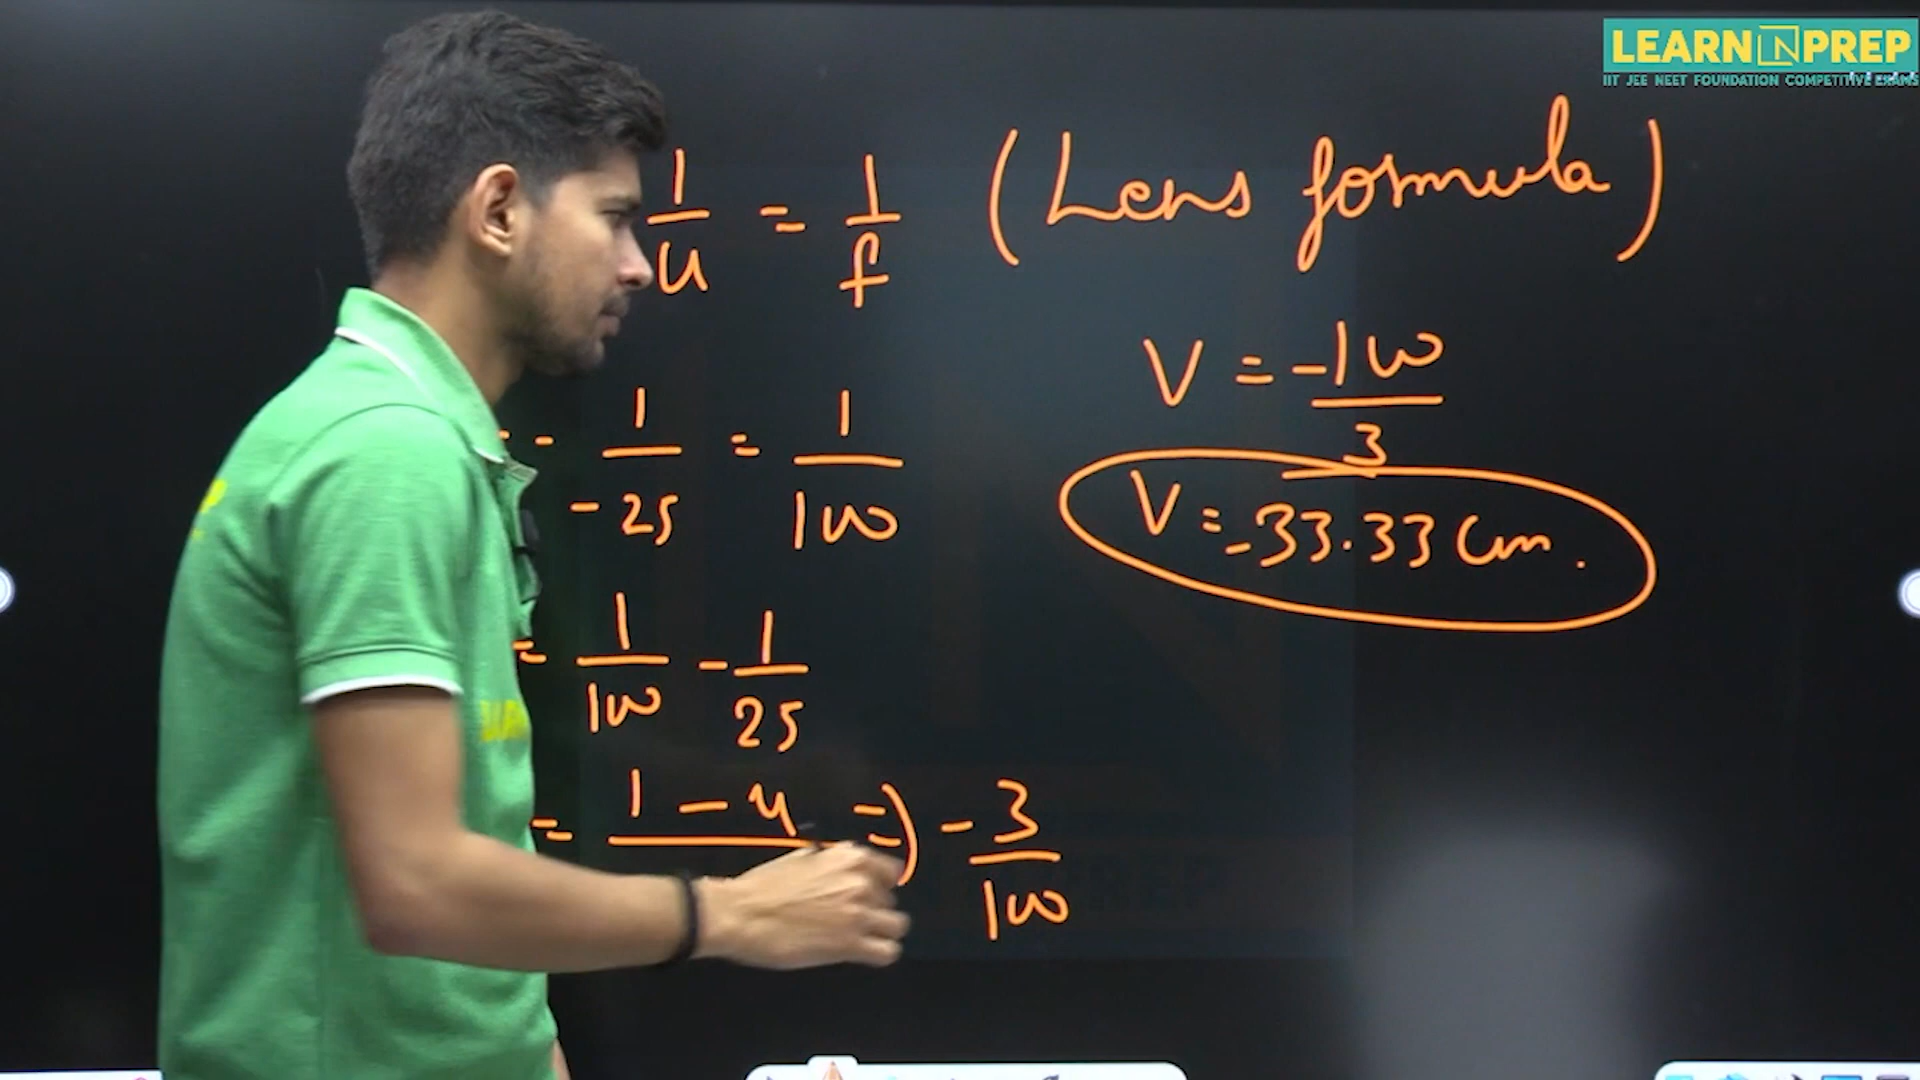 LEARN N PREP
IIT JEE NEET FOUNDATION COMPETITIVE EXAMS
1/u = 1/f (Lens formula)
V = -100/3
- 1/-25 = 1/100
V = -33.33 cm.
= 1/100 - 1/25
= 1 - 4 => -3/100